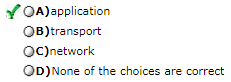 A)application
B)transport
C)network
D)None of the choices are correct